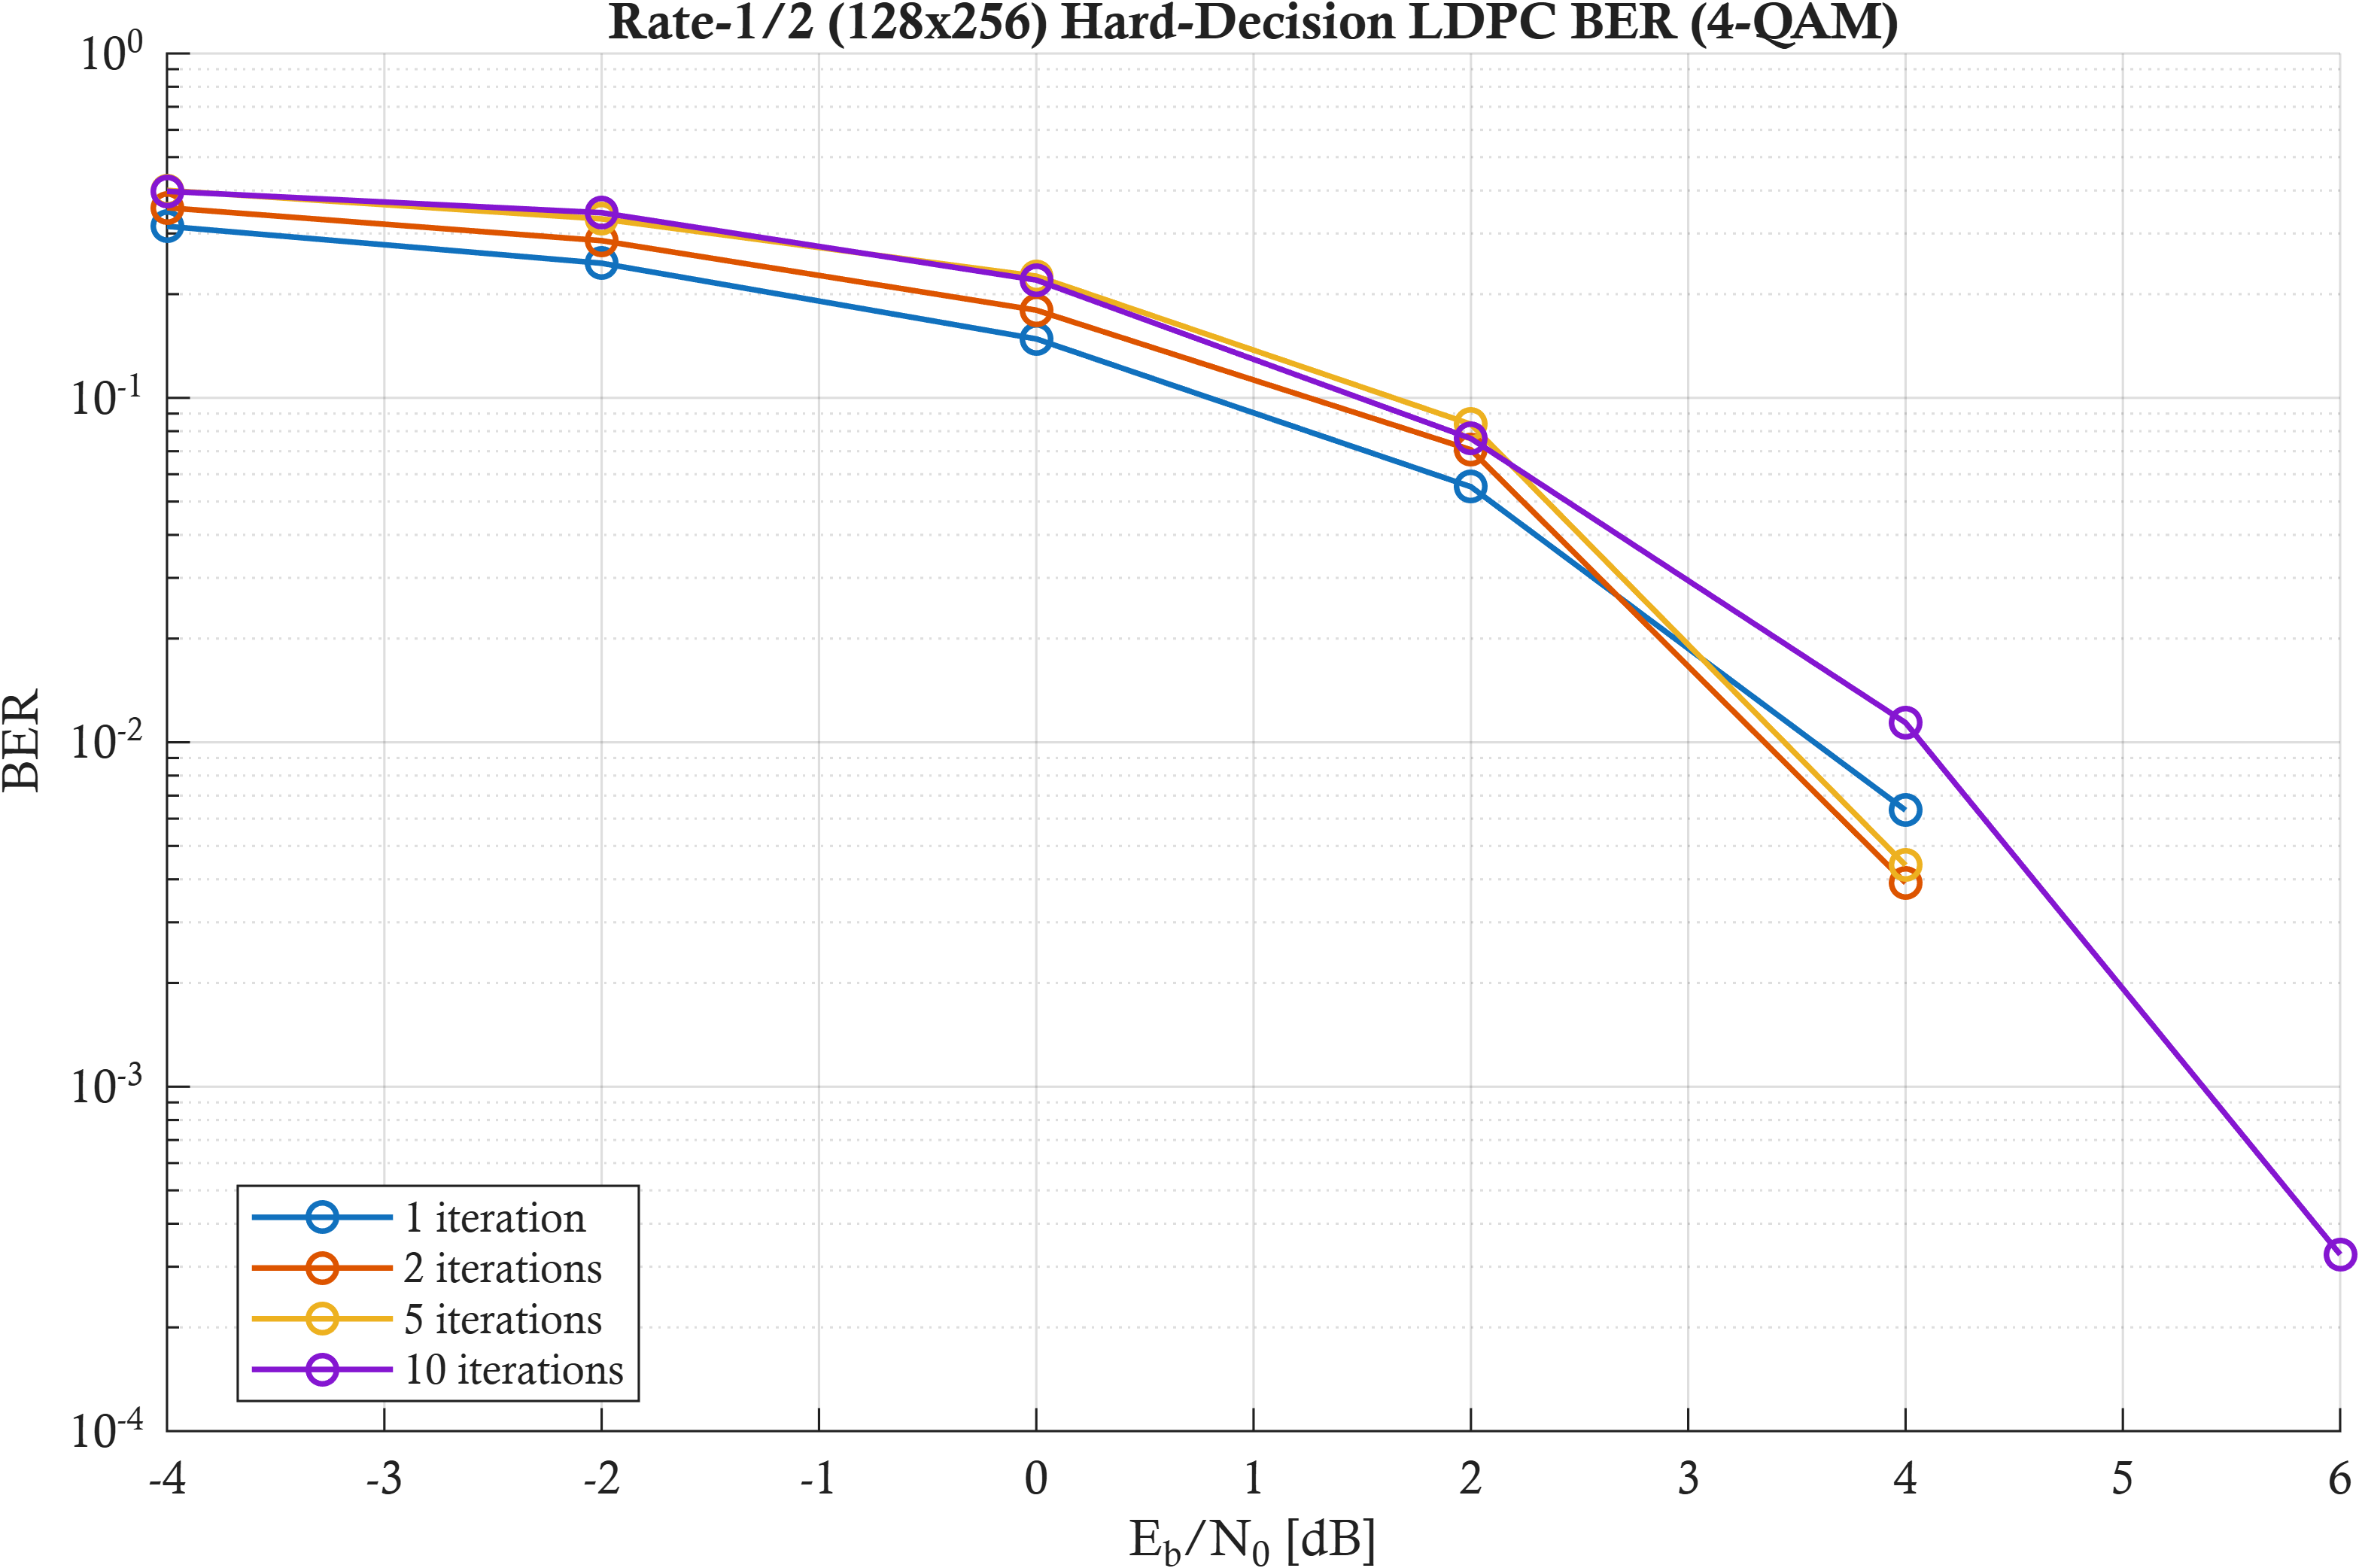 Rate-1/2 (128x256) Hard-Decision LDPC BER (4-QAM)
10^0
10^-1
10^-2
10^-3
10^-4
BER
1 iteration
2 iterations
5 iterations
10 iterations
-4 -3 -2 -1 0 1 2 3 4 5 6
E_b/N_0 [dB]